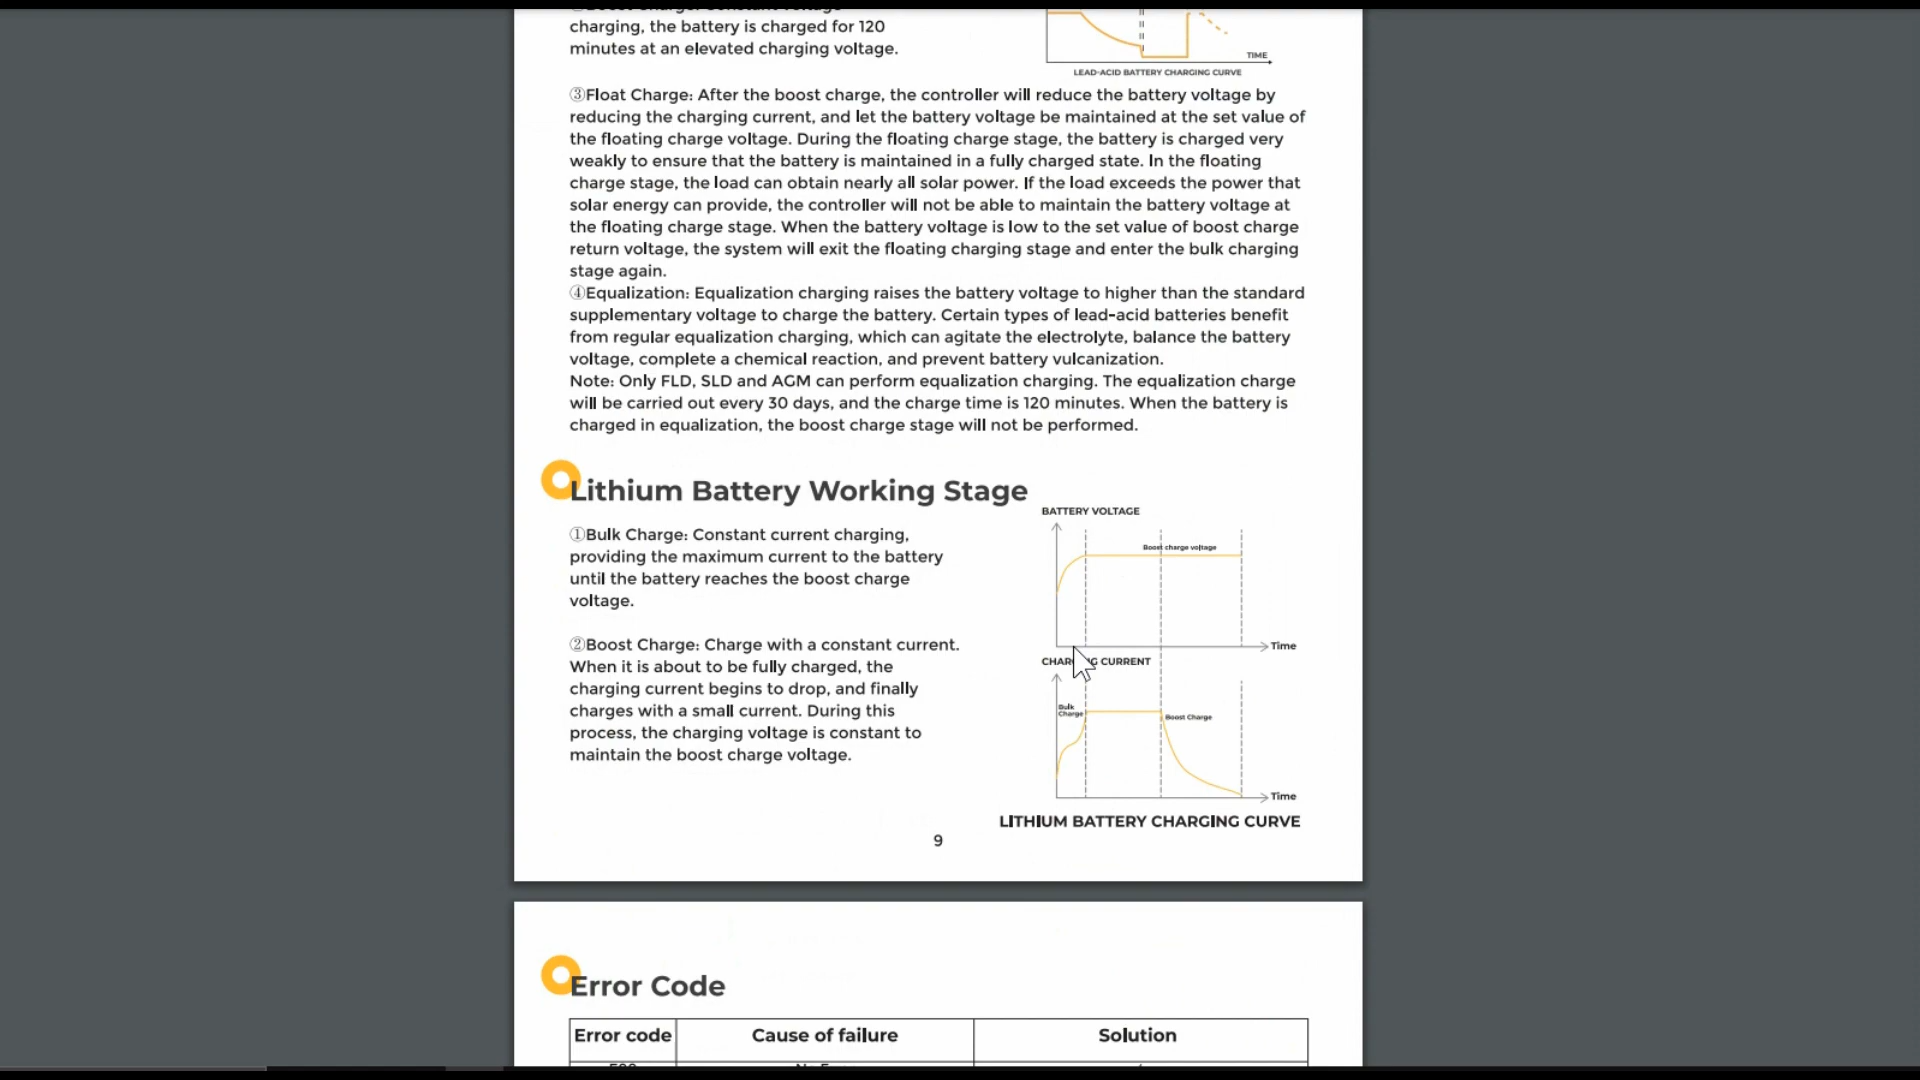 charging, the battery is charged for 120
minutes at an elevated charging voltage.
TIME
LEAD-ACID BATTERY CHARGING CURVE
③Float Charge: After the boost charge, the controller will reduce the battery voltage by
reducing the charging current, and let the battery voltage be maintained at the set value of
the floating charge voltage. During the floating charge stage, the battery is charged very
weakly to ensure that the battery is maintained in a fully charged state. In the floating
charge stage, the load can obtain nearly all solar power. If the load exceeds the power that
solar energy can provide, the controller will not be able to maintain the battery voltage at
the floating charge stage. When the battery voltage is low to the set value of boost charge
return voltage, the system will exit the floating charging stage and enter the bulk charging
stage again.
④Equalization: Equalization charging raises the battery voltage to higher than the standard
supplementary voltage to charge the battery. Certain types of lead-acid batteries benefit
from regular equalization charging, which can agitate the electrolyte, balance the battery
voltage, complete a chemical reaction, and prevent battery vulcanization.
Note: Only FLD, SLD and AGM can perform equalization charging. The equalization charge
will be carried out every 30 days, and the charge time is 120 minutes. When the battery is
charged in equalization, the boost charge stage will not be performed.
Lithium Battery Working Stage
①Bulk Charge: Constant current charging,
providing the maximum current to the battery
until the battery reaches the boost charge
voltage.
②Boost Charge: Charge with a constant current.
When it is about to be fully charged, the
charging current begins to drop, and finally
charges with a small current. During this
process, the charging voltage is constant to
maintain the boost charge voltage.
BATTERY VOLTAGE
Boost charge voltage
Time
CURRENT
Bulk
Charge
Boost Charge
Time
LITHIUM BATTERY CHARGING CURVE
9
Error Code
Error code Cause of failure Solution